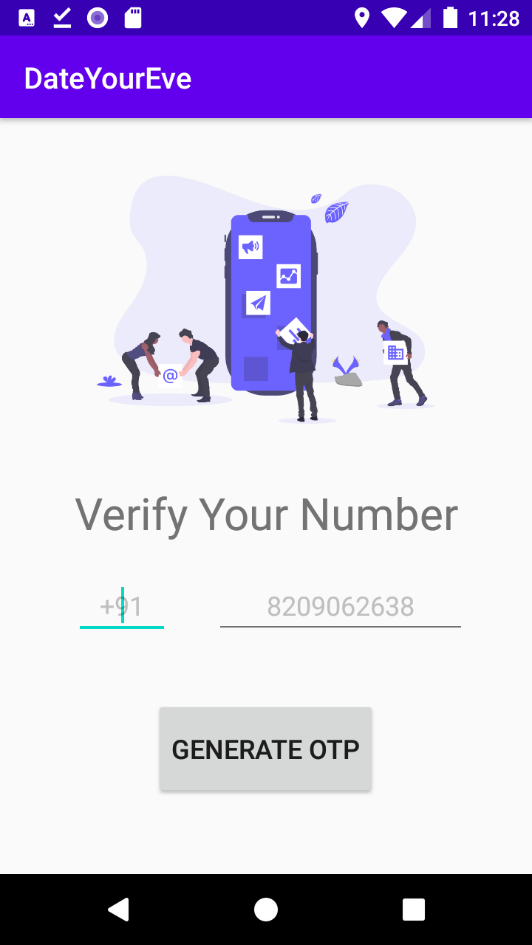 11:28
DateYourEve
@
Verify Your Number
+91 8209062638
GENERATE OTP